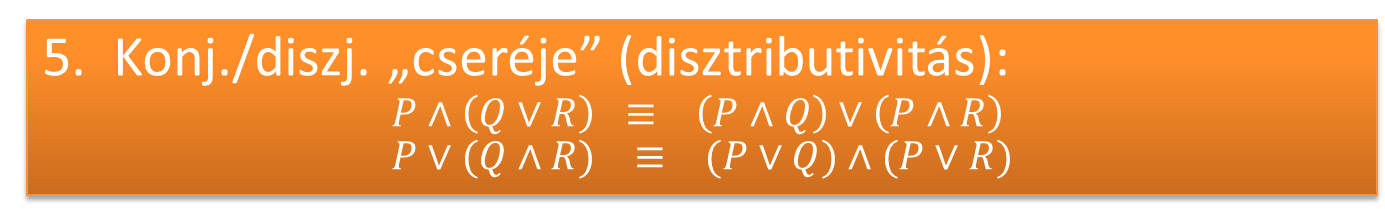 5. Konj./diszj. „cseréje” (disztributivitás):
𝑃 ∧ (𝑄 ∨ 𝑅) ≡ (𝑃 ∧ 𝑄) ∨ (𝑃 ∧ 𝑅)
𝑃 ∨ (𝑄 ∧ 𝑅) ≡ (𝑃 ∨ 𝑄) ∧ (𝑃 ∨ 𝑅)